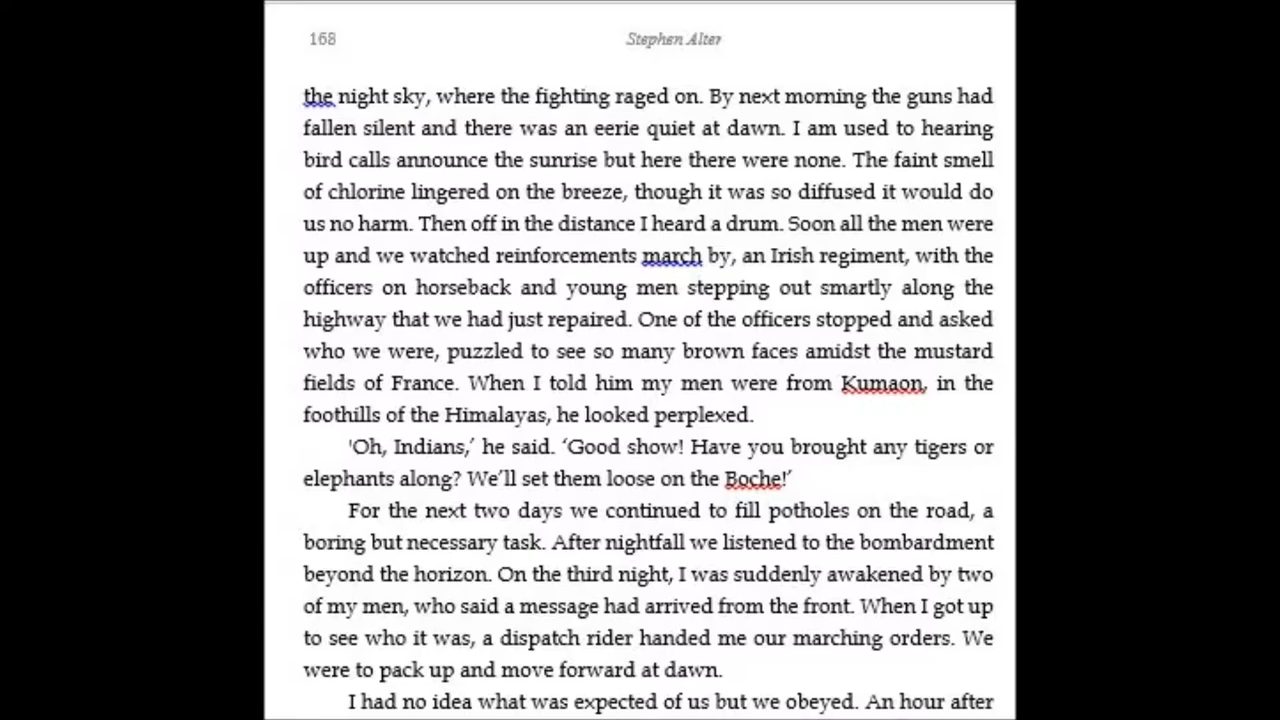 168
Stephen Alter
the night sky, where the fighting raged on. By next morning the guns had
fallen silent and there was an eerie quiet at dawn. I am used to hearing
bird calls announce the sunrise but here there were none. The faint smell
of chlorine lingered on the breeze, though it was so diffused it would do
us no harm. Then off in the distance I heard a drum. Soon all the men were
up and we watched reinforcements march by, an Irish regiment, with the
officers on horseback and young men stepping out smartly along the
highway that we had just repaired. One of the officers stopped and asked
who we were, puzzled to see so many brown faces amidst the mustard
fields of France. When I told him my men were from Kumaon, in the
foothills of the Himalayas, he looked perplexed.
'Oh, Indians,’ he said. ‘Good show! Have you brought any tigers or
elephants along? We’ll set them loose on the Boche!’
For the next two days we continued to fill potholes on the road, a
boring but necessary task. After nightfall we listened to the bombardment
beyond the horizon. On the third night, I was suddenly awakened by two
of my men, who said a message had arrived from the front. When I got up
to see who it was, a dispatch rider handed me our marching orders. We
were to pack up and move forward at dawn.
I had no idea what was expected of us but we obeyed. An hour after